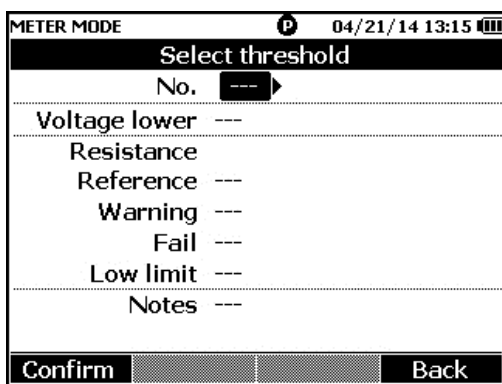 METER MODE P 04/21/14 13:15
Select threshold
No. ---
Voltage lower ---
Resistance
Reference ---
Warning ---
Fail ---
Low limit ---
Notes ---
Confirm Back